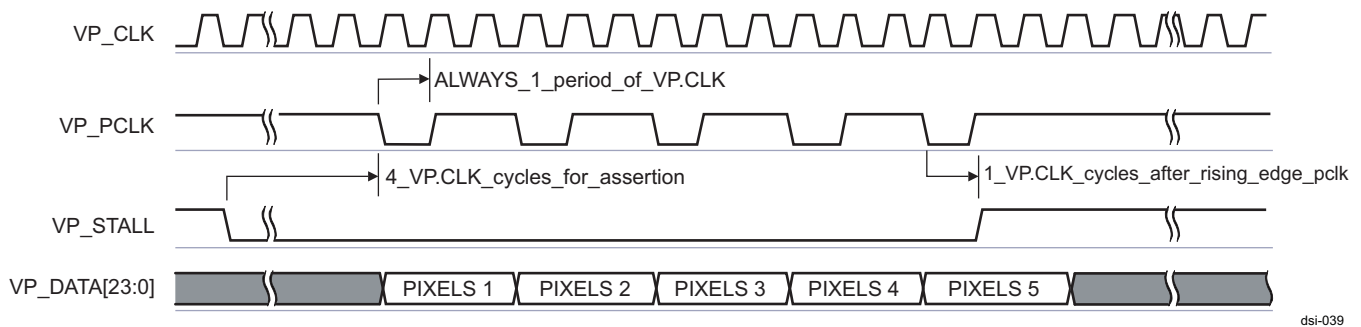 VP_CLK
ALWAYS_1_period_of_VP.CLK
VP_PCLK
4_VP.CLK_cycles_for_assertion
1_VP.CLK_cycles_after_rising_edge_pclk
VP_STALL
VP_DATA[23:0]
PIXELS 1 PIXELS 2 PIXELS 3 PIXELS 4 PIXELS 5
dsi-039